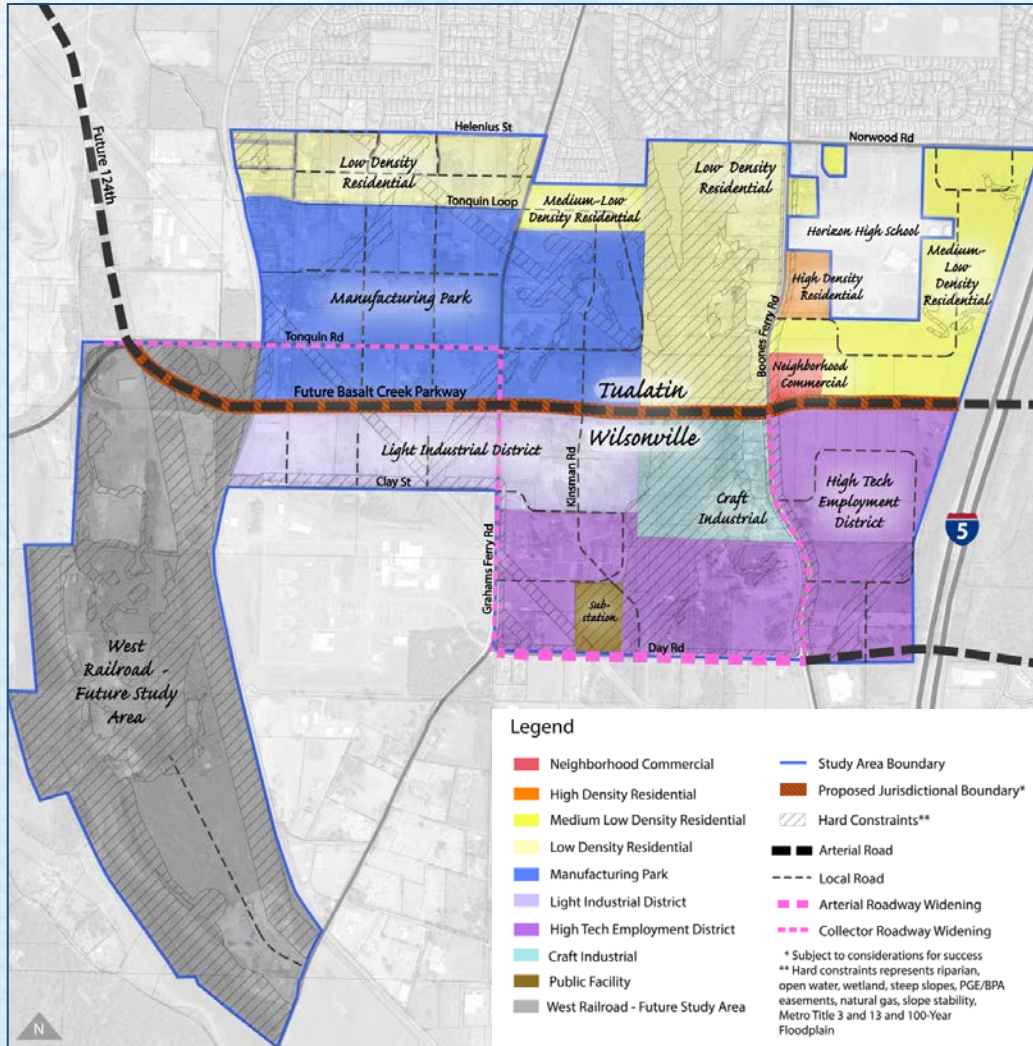 Future 124th
Helenius St
Norwood Rd
Low Density
Residential
Low Density
Residential
Tonquin Loop
Medium-Low
Density Residential
Horizon High School
Medium-
Low
Density
Residential
High Density
Residential
Manufacturing Park
Boones Ferry Rd
Tonquin Rd
Neighborhood
Commercial
Future Basalt Creek Parkway
Tualatin
Wilsonville
Light Industrial District
Kinsman Rd
Clay St
Craft
Industrial
High Tech
Employment
District
5
Grahams Ferry Rd
Sub-
station
Day Rd
West
Railroad -
Future Study
Area
N
Legend
Neighborhood Commercial
High Density Residential
Medium Low Density Residential
Low Density Residential
Manufacturing Park
Light Industrial District
High Tech Employment District
Craft Industrial
Public Facility
West Railroad - Future Study Area
Study Area Boundary
Proposed Jurisdictional Boundary*
Hard Constraints**
Arterial Road
Local Road
Arterial Roadway Widening
Collector Roadway Widening
* Subject to considerations for success
** Hard constraints represents riparian,
open water, wetland, steep slopes, PGE/BPA
easements, natural gas, slope stability,
Metro Title 3 and 13 and 100-Year
Floodplain